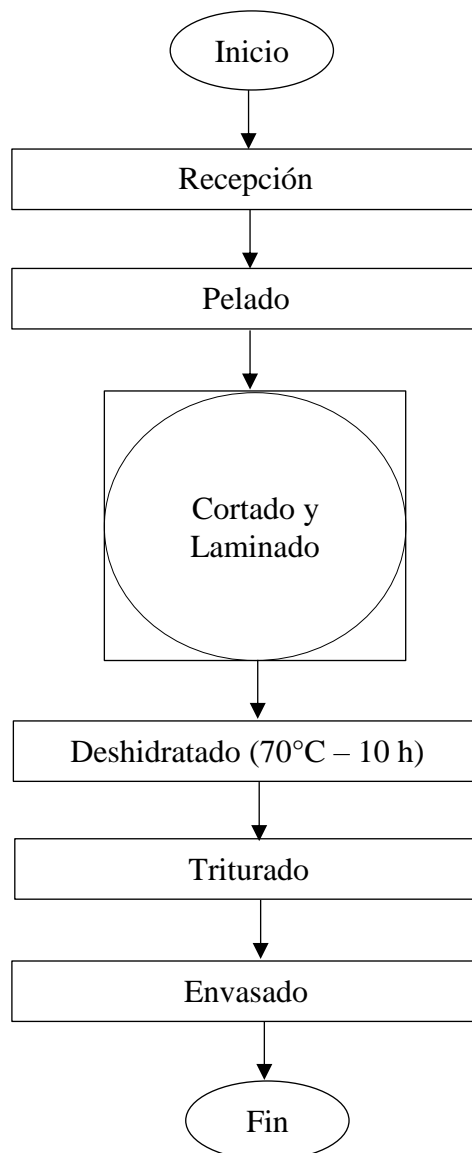 Inicio
Recepción
Pelado
Cortado y
Laminado
Deshidratado (70°C – 10 h)
Triturado
Envasado
Fin